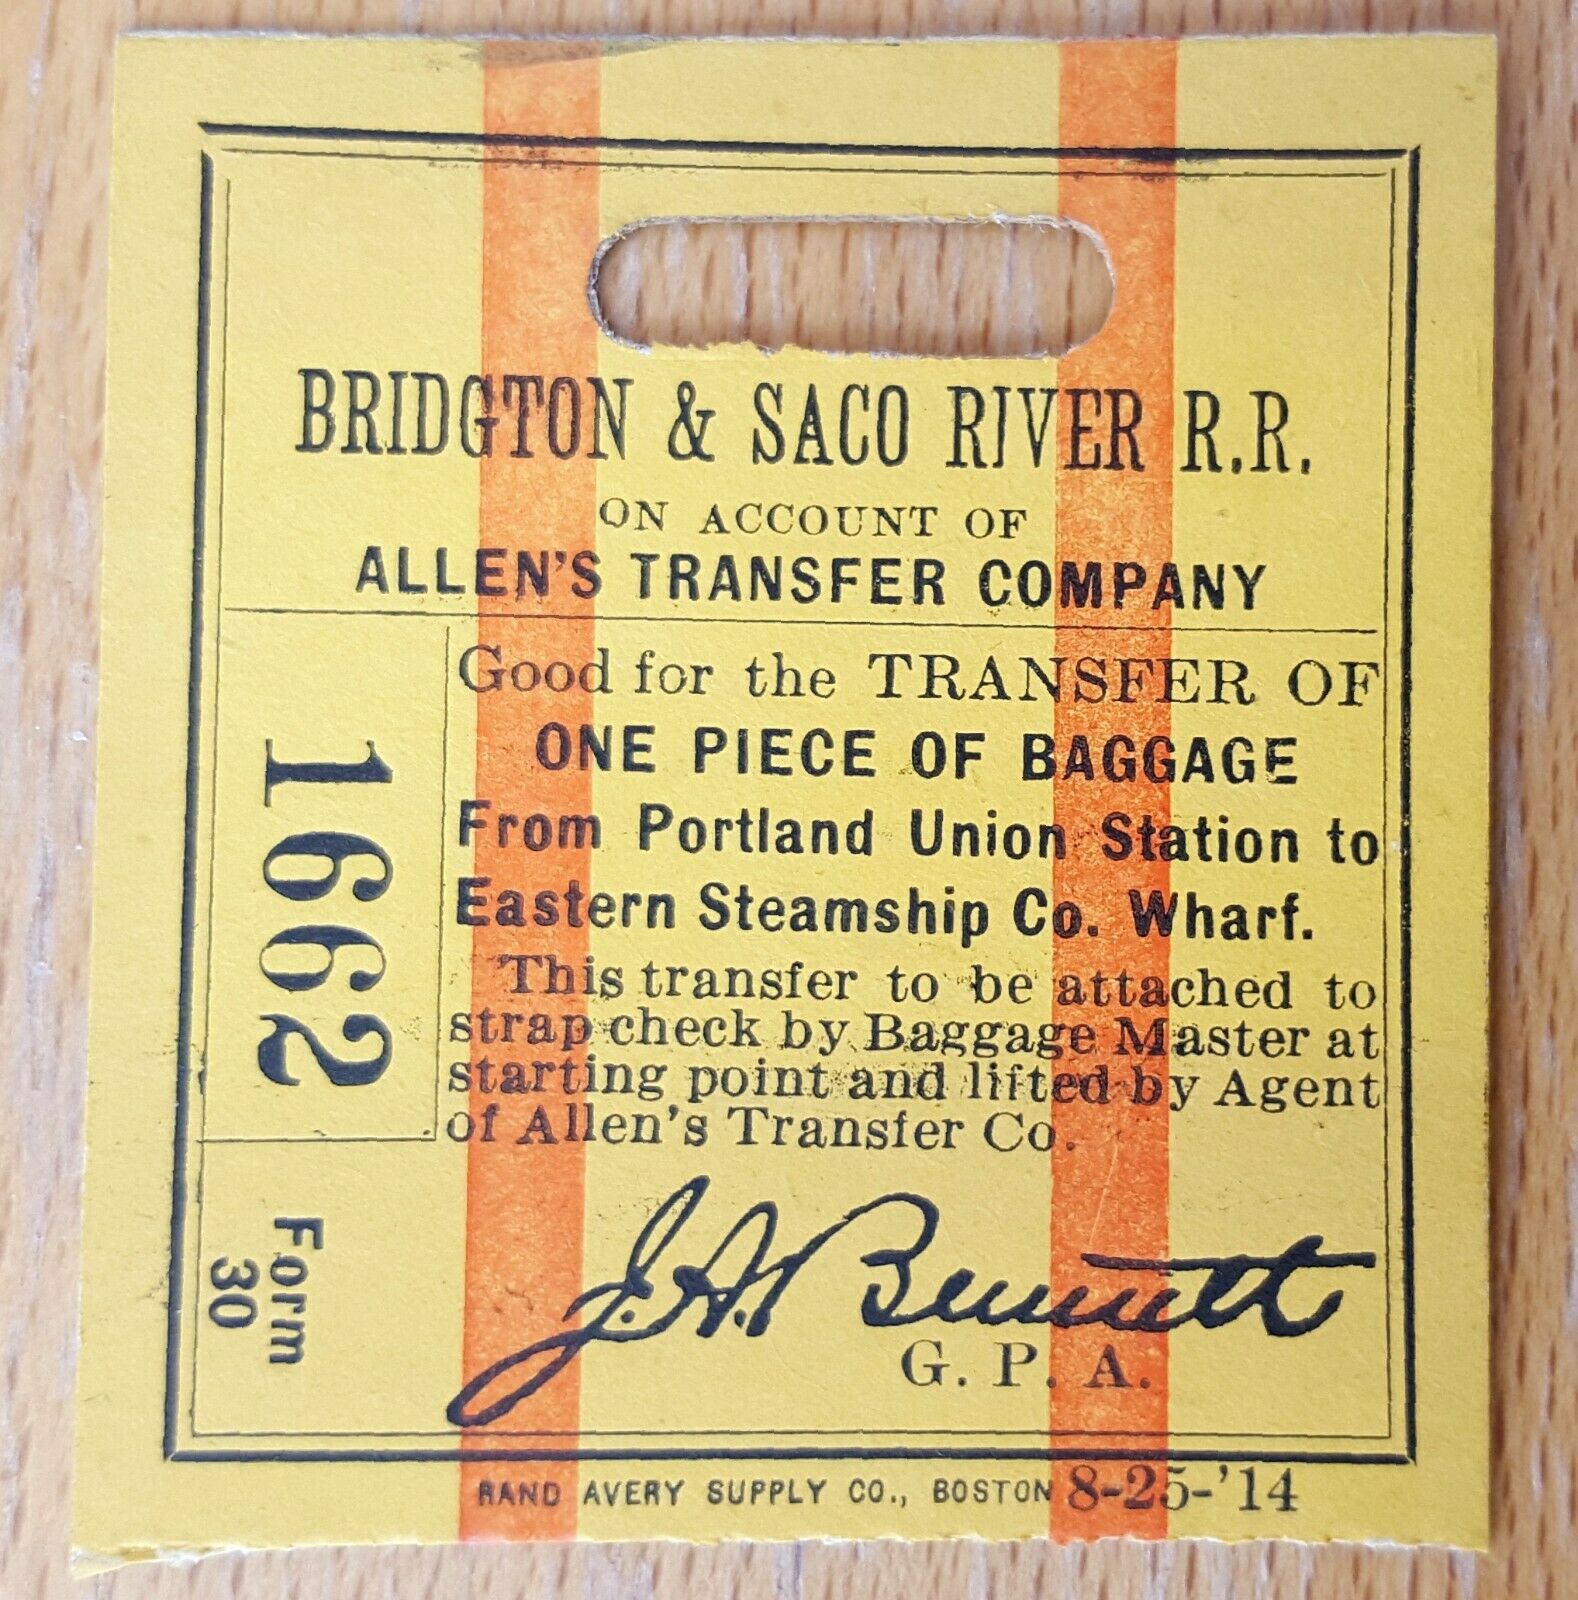 BRIDGTON & SACO RIVER R.R.
ON ACCOUNT OF
ALLEN'S TRANSFER COMPANY
1662
Good for the TRANSFER OF
ONE PIECE OF BAGGAGE
From Portland Union Station to
Eastern Steamship Co. Wharf.
This transfer to be attached to
strap check by Baggage Master at
starting point and lifted by Agent
of Allen's Transfer Co.
Form
30
J. A. Bennett
G. P. A.
RAND AVERY SUPPLY CO., BOSTON 8-25-'14